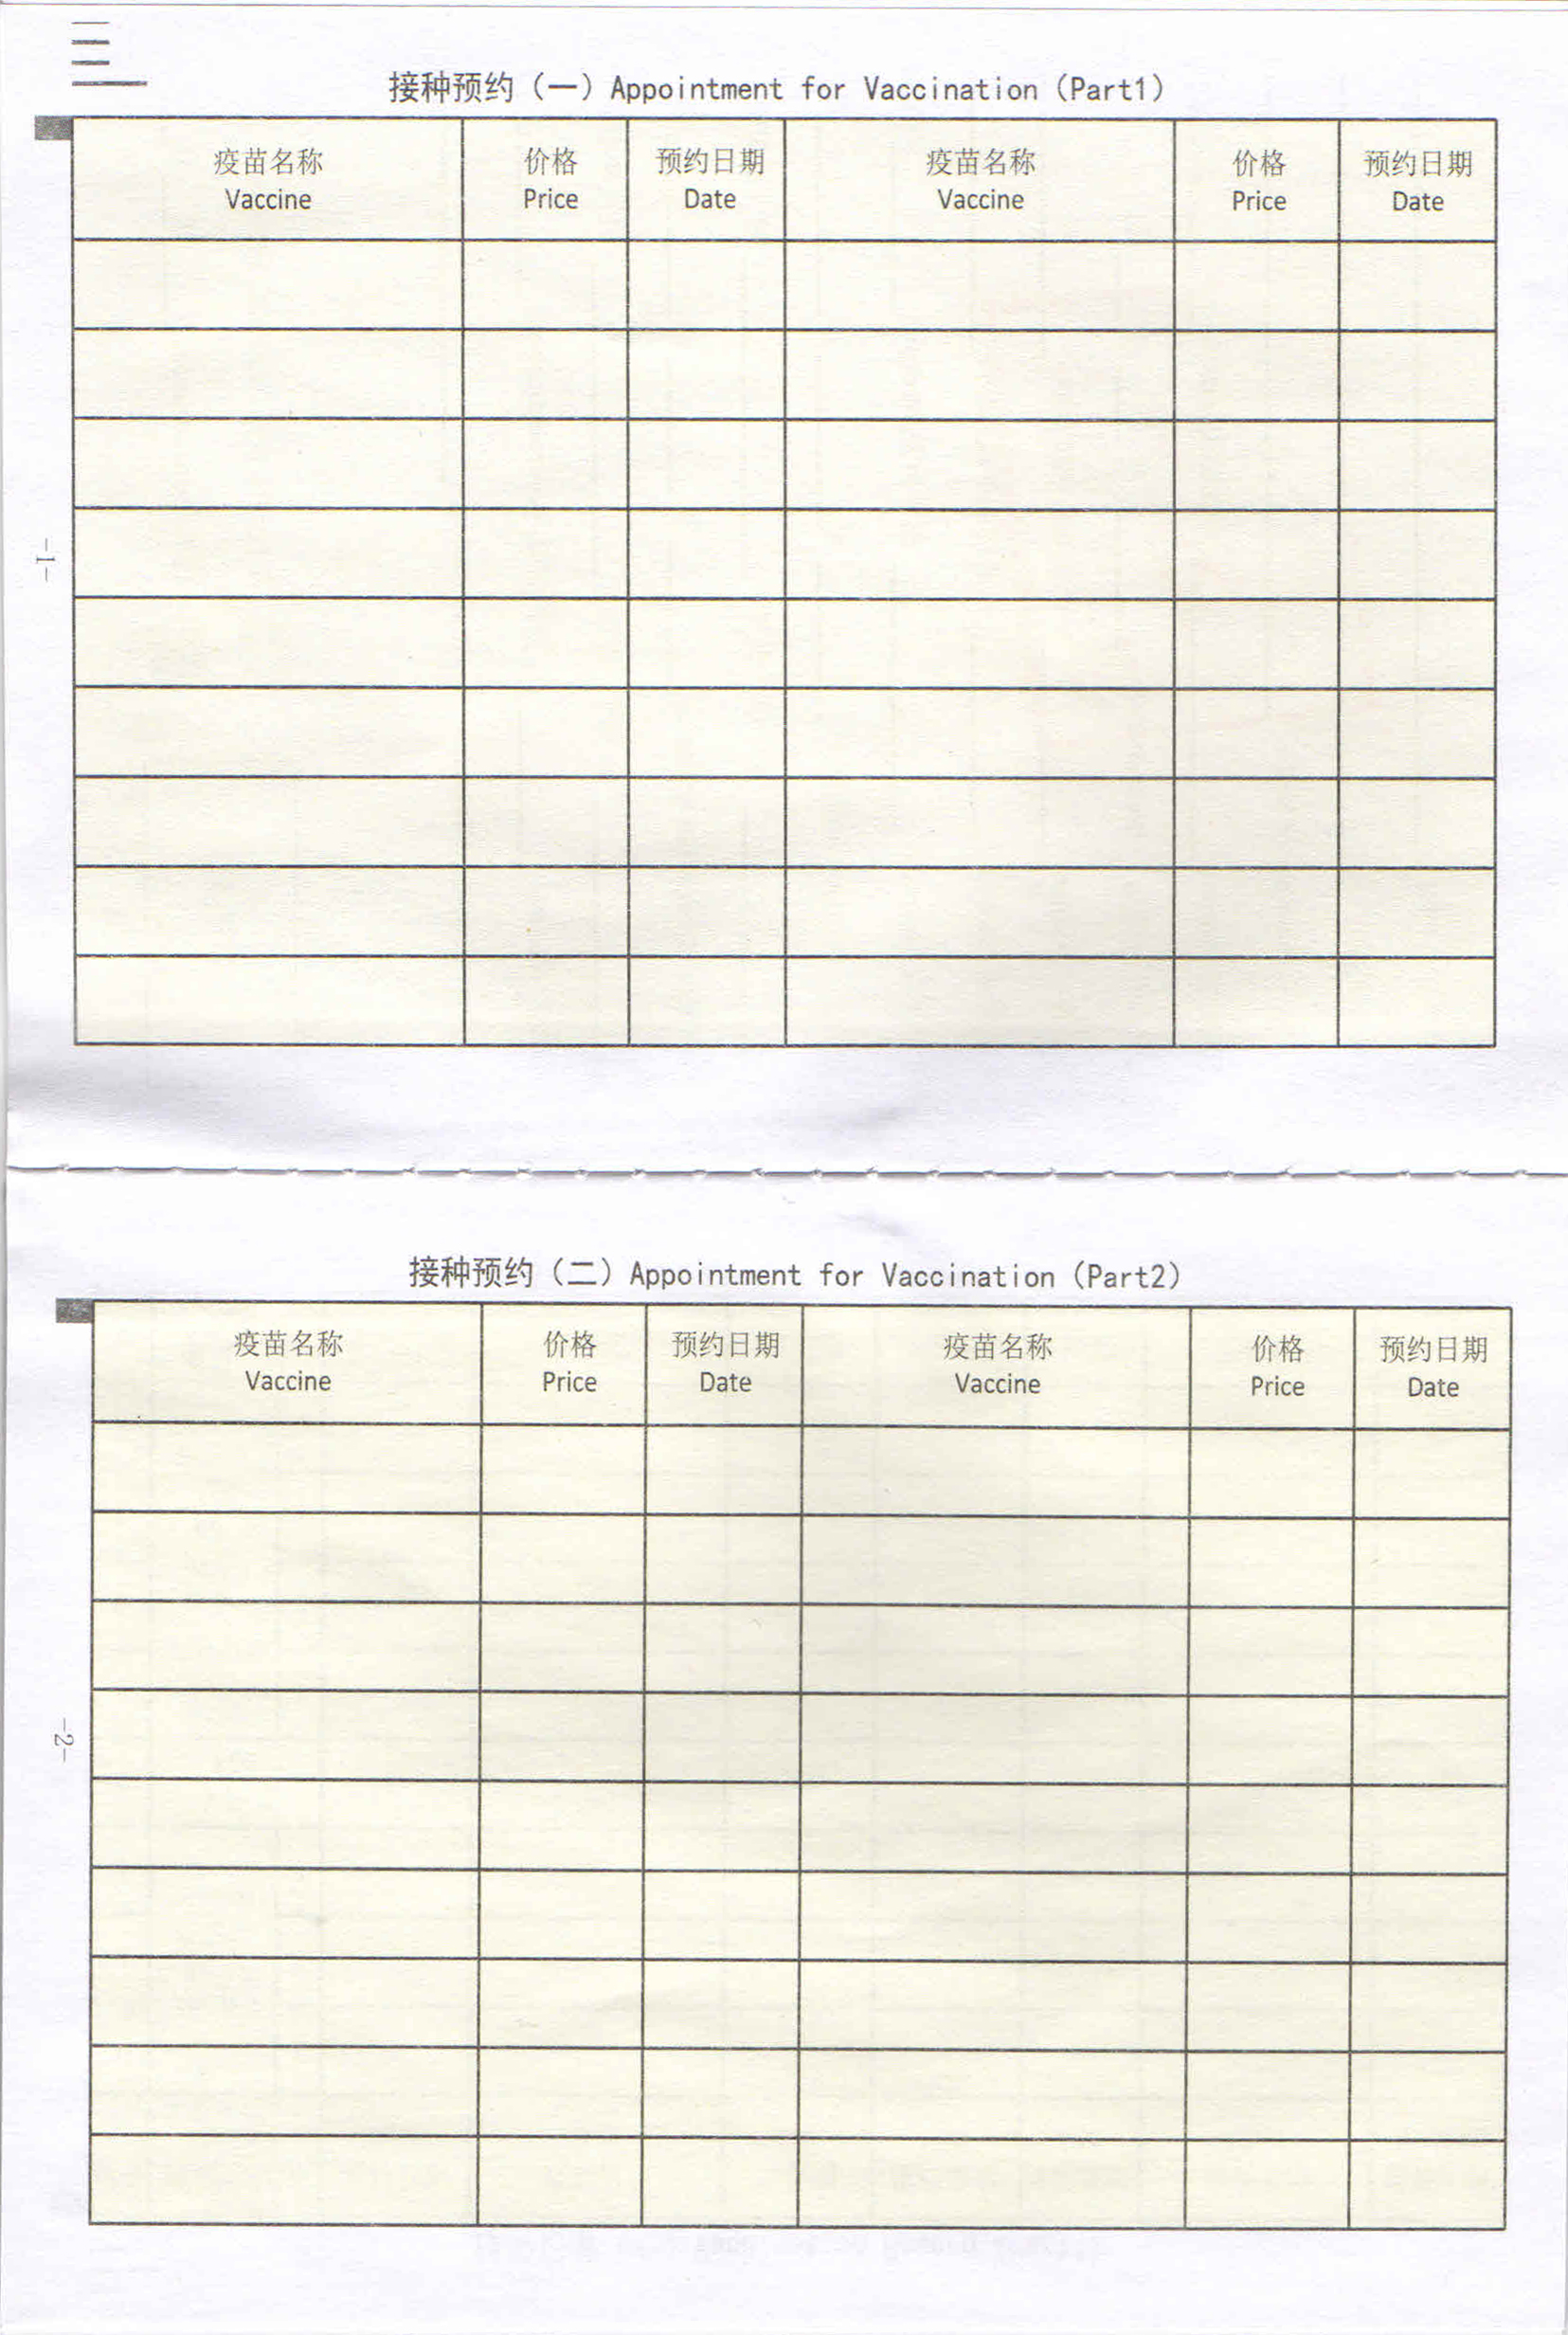 接种预约（一）Appointment for Vaccination（Part1）
疫苗名称 价格 预约日期 疫苗名称 价格 预约日期
Vaccine Price Date Vaccine Price Date
-1-
接种预约（二）Appointment for Vaccination（Part2）
疫苗名称 价格 预约日期 疫苗名称 价格 预约日期
Vaccine Price Date Vaccine Price Date
-2-